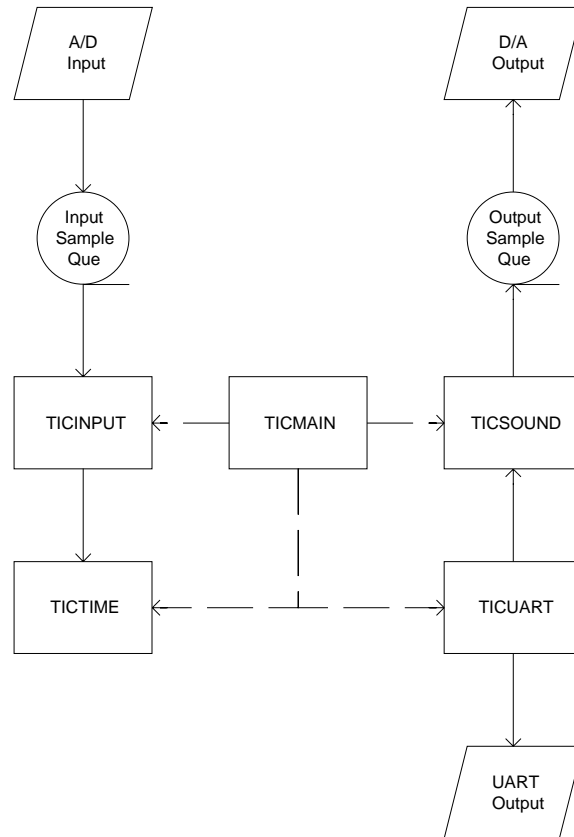 A/D
Input
D/A
Output
Input
Sample
Que
Output
Sample
Que
TICINPUT
TICMAIN
TICSOUND
TICTIME
TICUART
UART
Output